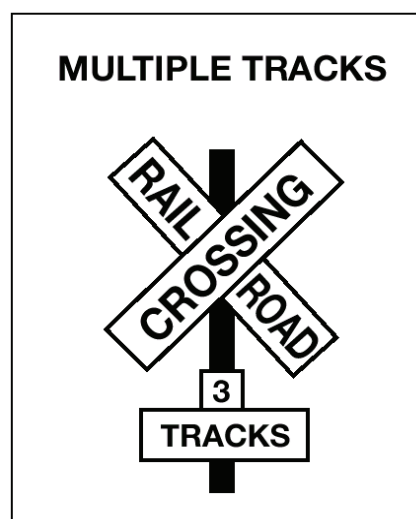 MULTIPLE TRACKS
RAIL
CROSSING
ROAD
3
TRACKS